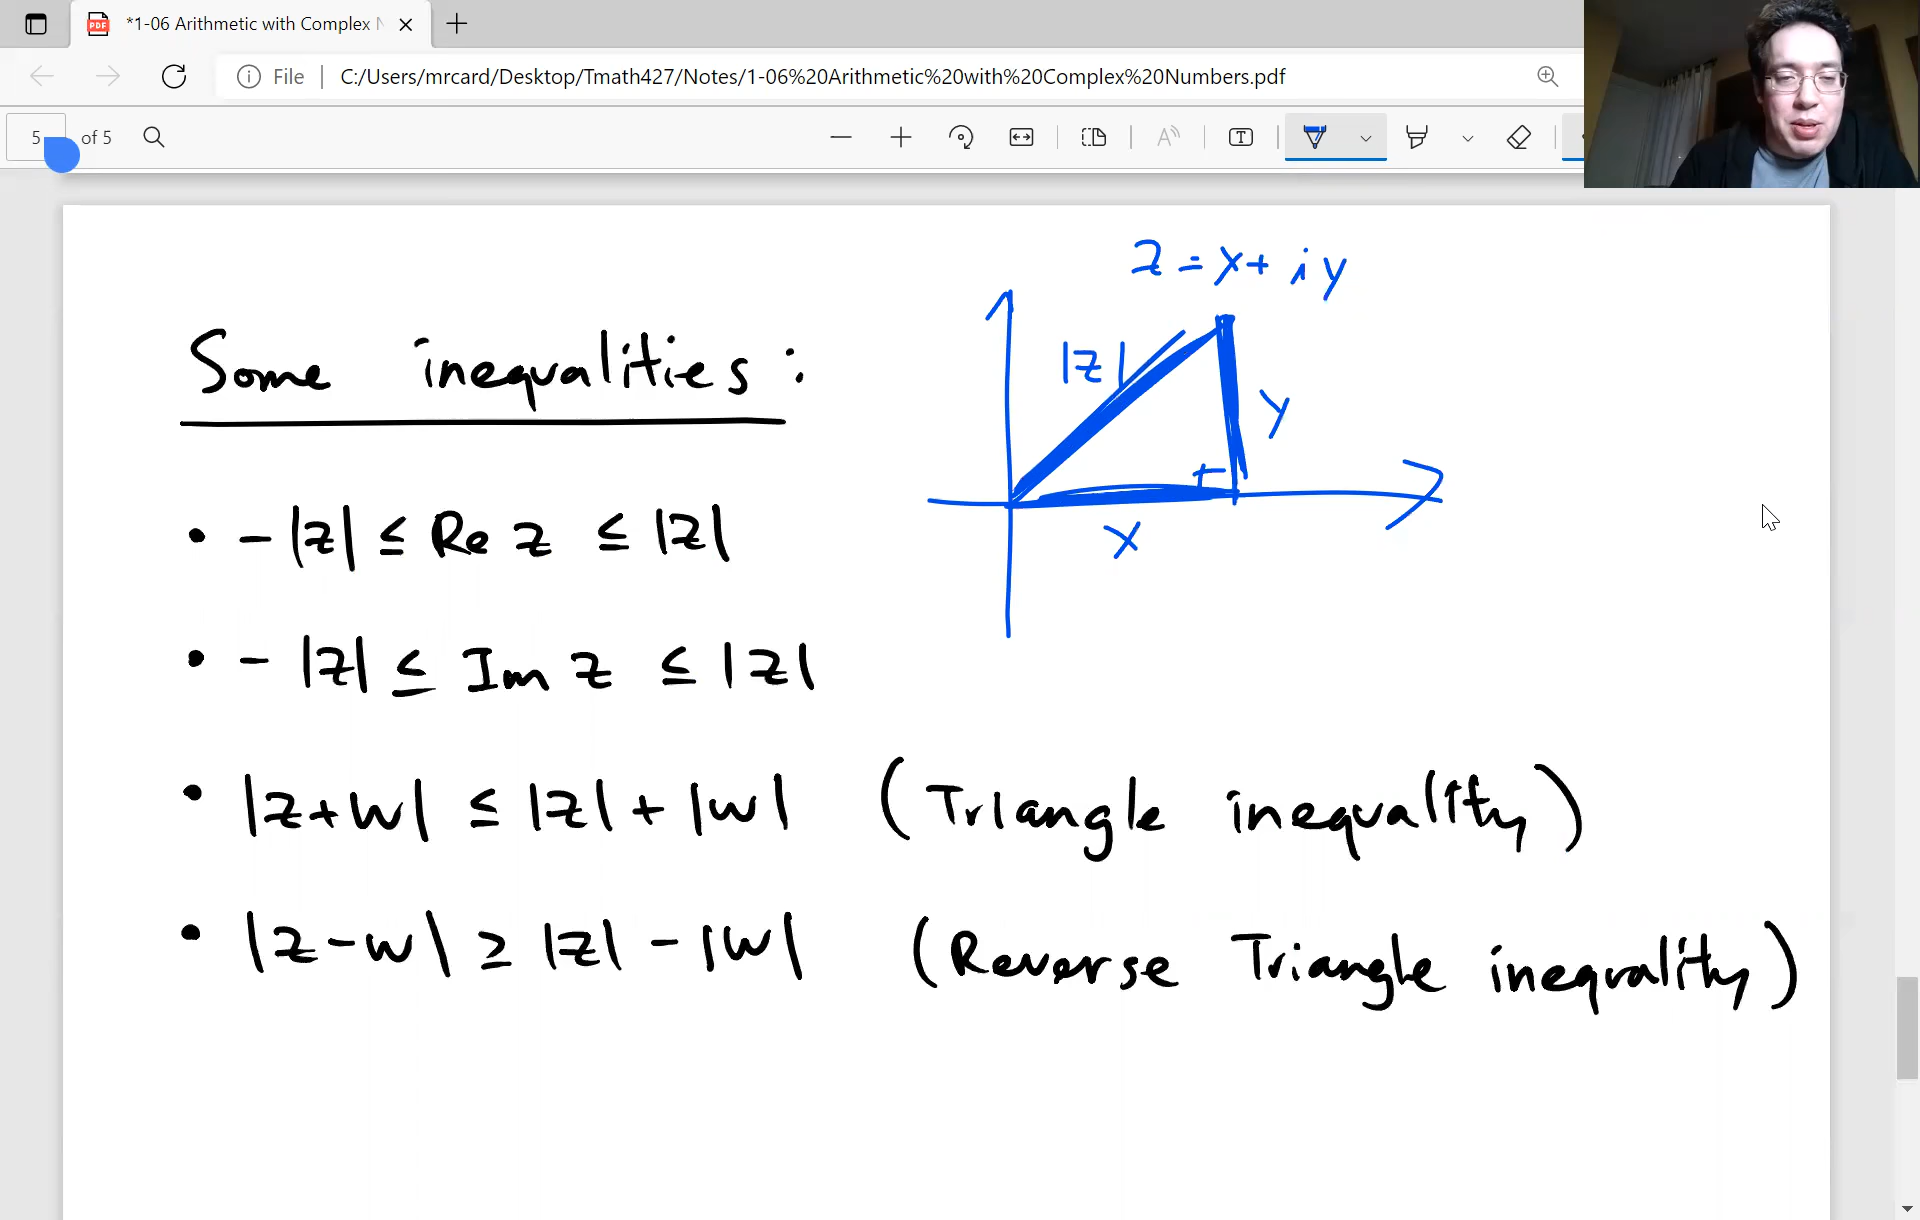 *1-06 Arithmetic with Complex N
File | C:/Users/mrcard/Desktop/Tmath427/Notes/1-06%20Arithmetic%20with%20Complex%20Numbers.pdf
5 of 5
z = x + iy
Some inequalities:
|z|
y
x
• -|z| ≤ Re z ≤ |z|
• -|z| ≤ Im z ≤ |z|
• |z+w| ≤ |z| + |w| (Triangle inequality)
• |z-w| ≥ |z| - |w| (Reverse Triangle inequality)